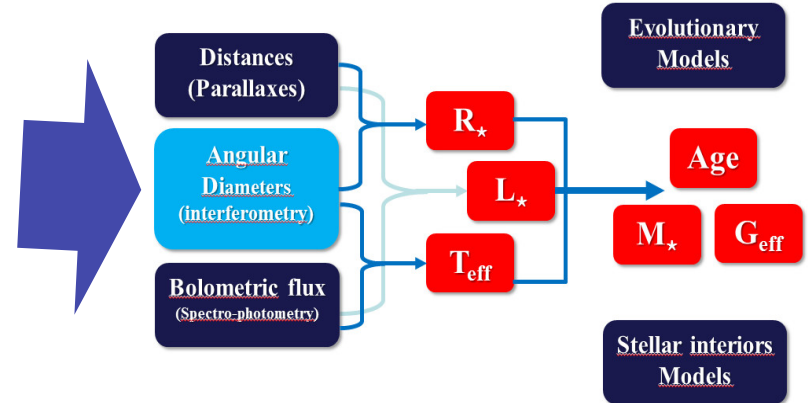 Distances
(Parallaxes)
Angular
Diameters
(interferometry)
Bolometric flux
(Spectro-photometry)
R⋆
L⋆
Teff
Evolutionary
Models
Age
M⋆
Geff
Stellar interiors
Models